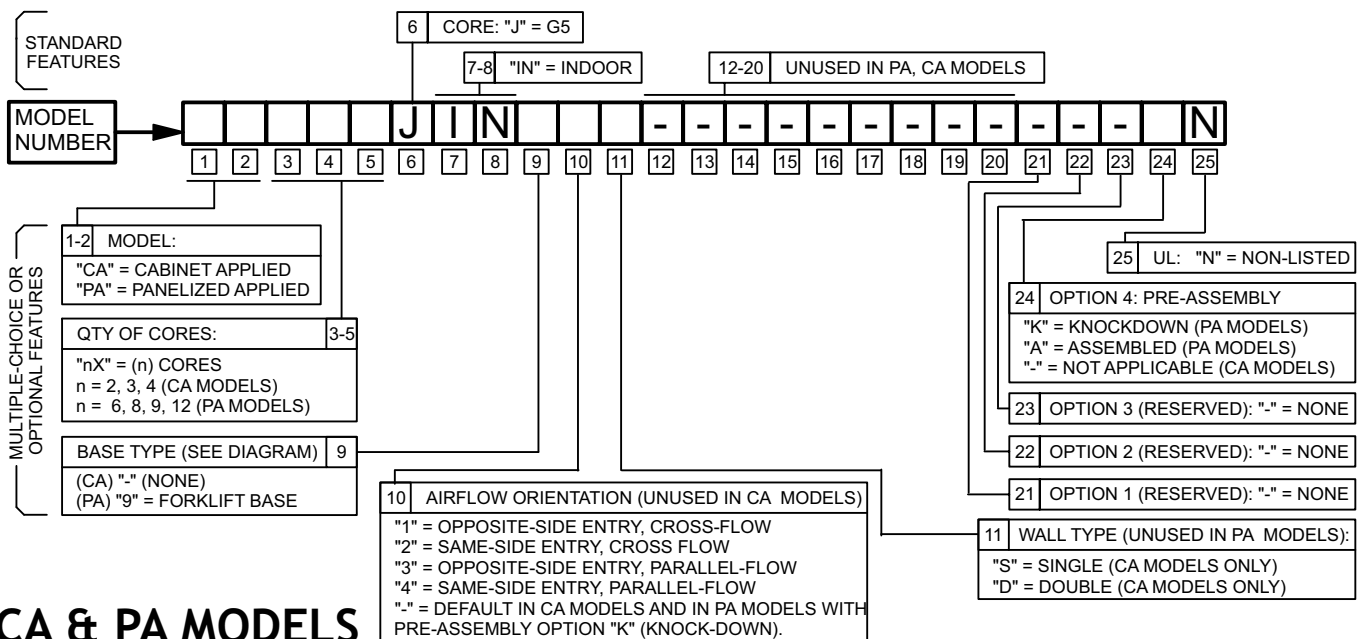 STANDARD
FEATURES
6 CORE: "J" = G5
7-8 "IN" = INDOOR
12-20 UNUSED IN PA, CA MODELS
MODEL
NUMBER
J I N - - - - - - - - - - - - N
1 2 3 4 5 6 7 8 9 10 11 12 13 14 15 16 17 18 19 20 21 22 23 24 25
MULTIPLE-CHOICE OR
OPTIONAL FEATURES
1-2 MODEL:
"CA" = CABINET APPLIED
"PA" = PANELIZED APPLIED
QTY OF CORES: 3-5
"nX" = (n) CORES
n = 2, 3, 4 (CA MODELS)
n = 6, 8, 9, 12 (PA MODELS)
BASE TYPE (SEE DIAGRAM) 9
(CA) "-" (NONE)
(PA) "9" = FORKLIFT BASE
10 AIRFLOW ORIENTATION (UNUSED IN CA MODELS)
"1" = OPPOSITE-SIDE ENTRY, CROSS-FLOW
"2" = SAME-SIDE ENTRY, CROSS FLOW
"3" = OPPOSITE-SIDE ENTRY, PARALLEL-FLOW
"4" = SAME-SIDE ENTRY, PARALLEL-FLOW
"-" = DEFAULT IN CA MODELS AND IN PA MODELS WITH
PRE-ASSEMBLY OPTION "K" (KNOCK-DOWN).
25 UL: "N" = NON-LISTED
24 OPTION 4: PRE-ASSEMBLY
"K" = KNOCKDOWN (PA MODELS)
"A" = ASSEMBLED (PA MODELS)
"-" = NOT APPLICABLE (CA MODELS)
23 OPTION 3 (RESERVED): "-" = NONE
22 OPTION 2 (RESERVED): "-" = NONE
21 OPTION 1 (RESERVED): "-" = NONE
11 WALL TYPE (UNUSED IN PA MODELS):
"S" = SINGLE (CA MODELS ONLY)
"D" = DOUBLE (CA MODELS ONLY)
CA & PA MODELS